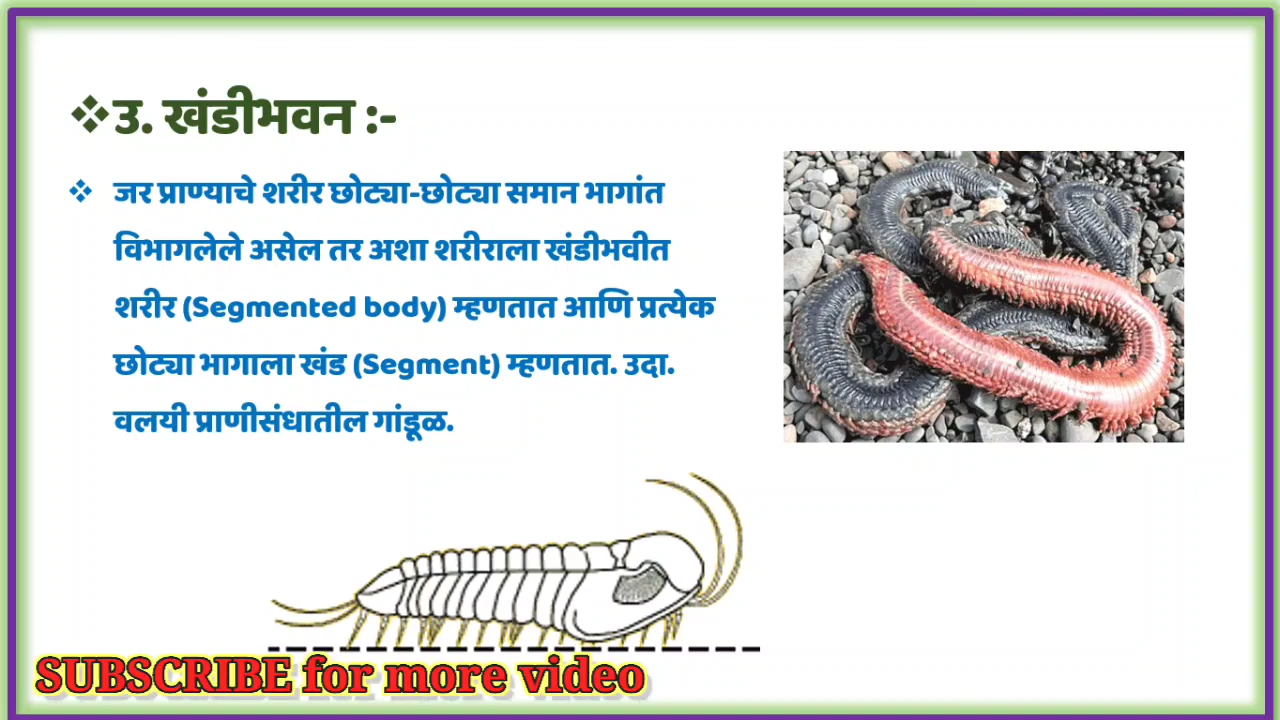 ❖उ. खंडीभवन :-
❖ जर प्राण्याचे शरीर छोट्या-छोट्या समान भागांत
विभागलेले असेल तर अशा शरीराला खंडीभवीत
शरीर (Segmented body) म्हणतात आणि प्रत्येक
छोट्या भागाला खंड (Segment) म्हणतात. उदा.
वलयी प्राणीसंधातील गांडूळ.
SUBSCRIBE for more video